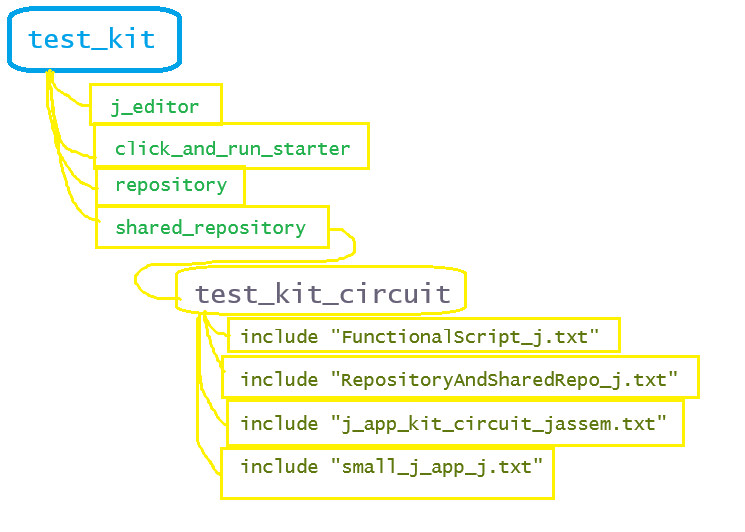 test_kit
j_editor
click_and_run_starter
repository
shared_repository
test_kit_circuit
include "FunctionalScript_j.txt"
include "RepositoryAndSharedRepo_j.txt"
include "j_app_kit_circuit_jassem.txt"
include "small_j_app_j.txt"